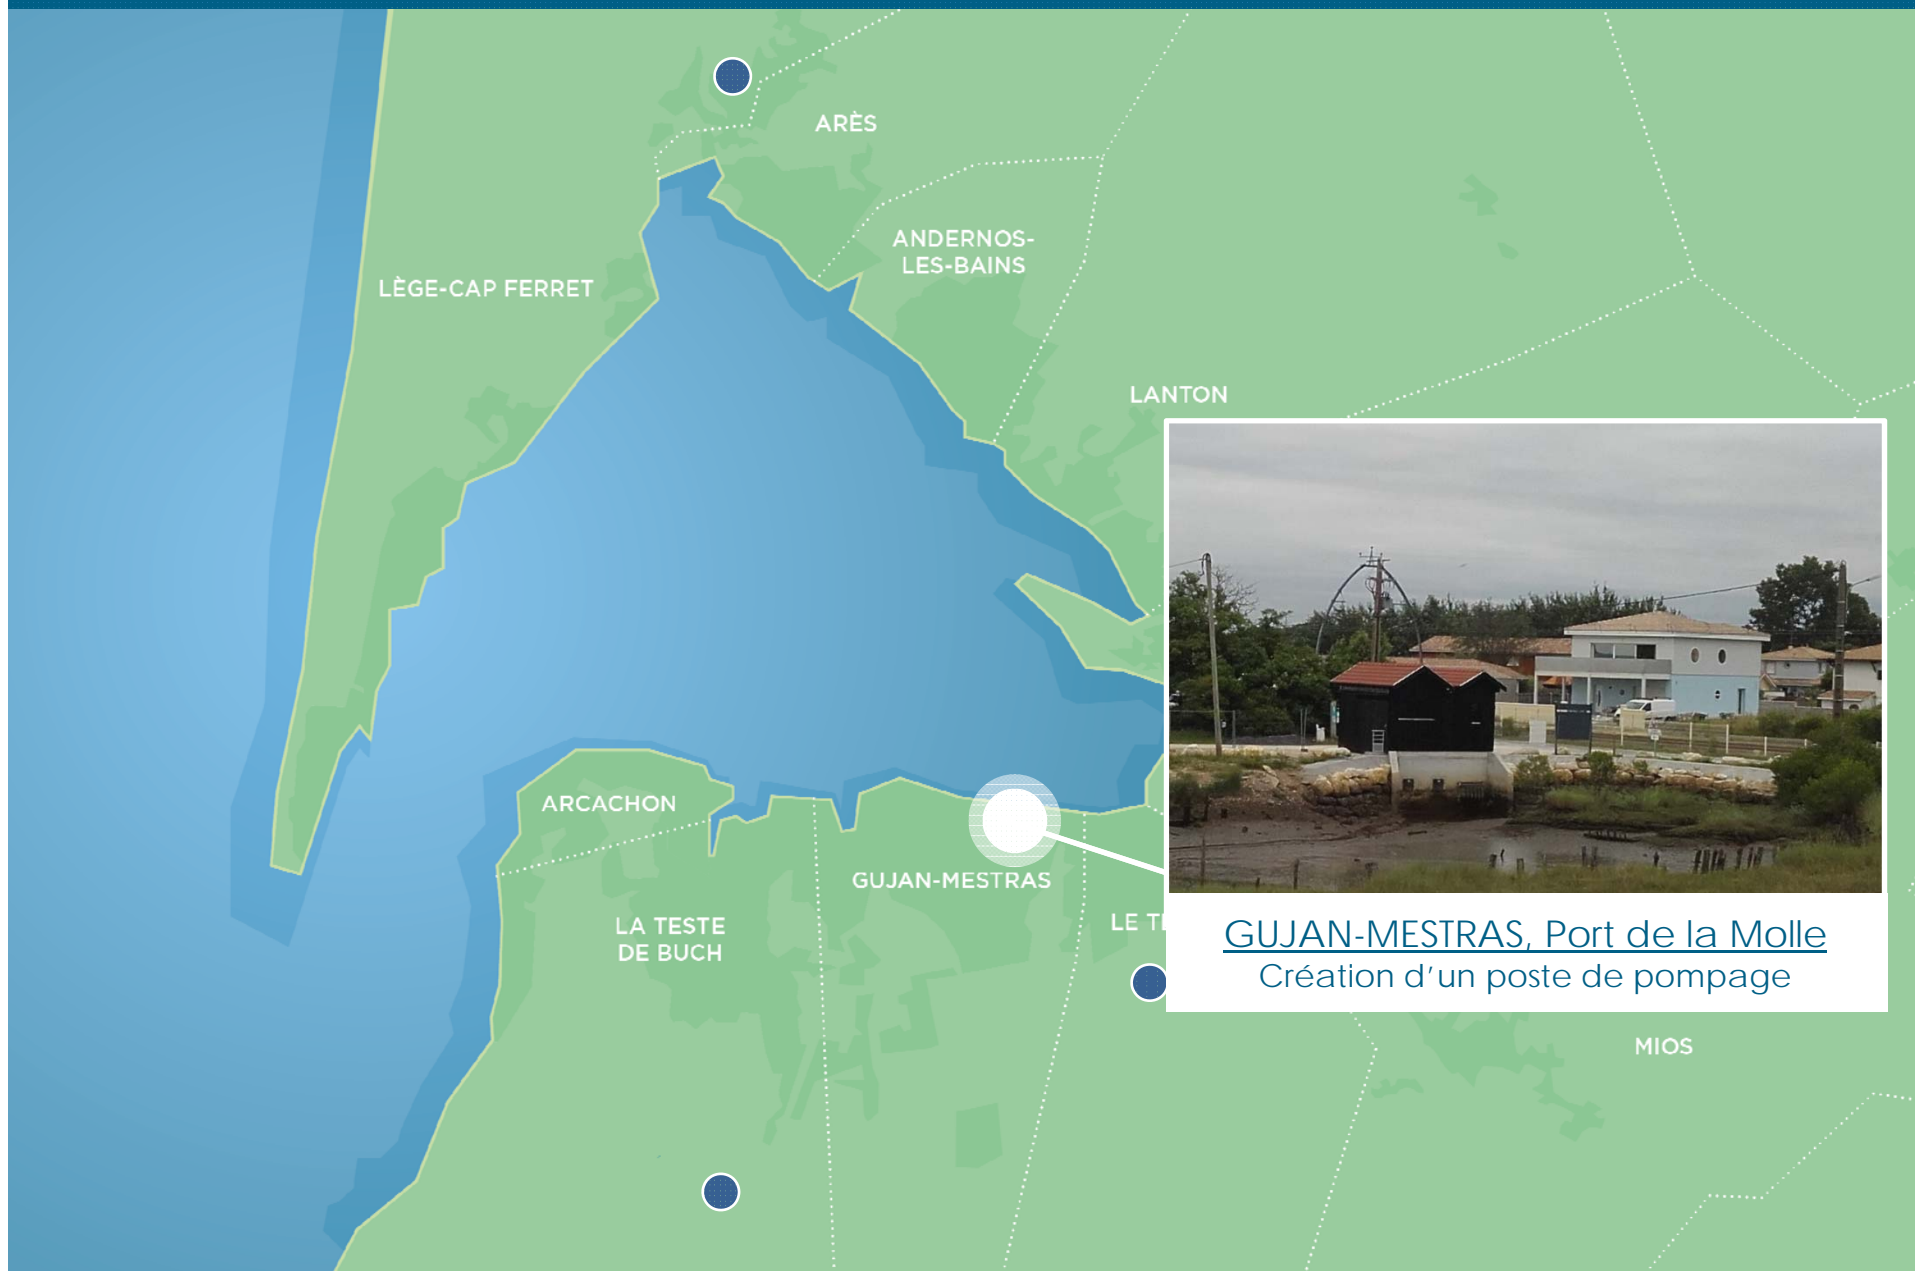 ARÈS
ANDERNOS-
LES-BAINS
LÈGE-CAP FERRET
LANTON
ARCACHON
GUJAN-MESTRAS
LA TESTE
DE BUCH
LE T
GUJAN-MESTRAS, Port de la Molle
Création d'un poste de pompage
MIOS